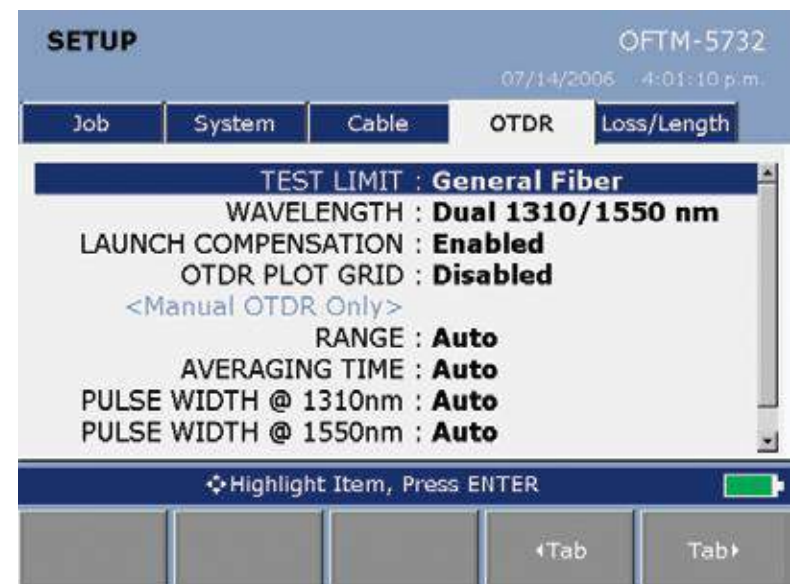 SETUP
OFTM-5732
07/14/2006 4:01:10 p.m.
Job System Cable OTDR Loss/Length
TEST LIMIT : General Fiber
WAVELENGTH : Dual 1310/1550 nm
LAUNCH COMPENSATION : Enabled
OTDR PLOT GRID : Disabled
<Manual OTDR Only>
RANGE : Auto
AVERAGING TIME : Auto
PULSE WIDTH @ 1310nm : Auto
PULSE WIDTH @ 1550nm : Auto
Highlight Item, Press ENTER
Tab Tab